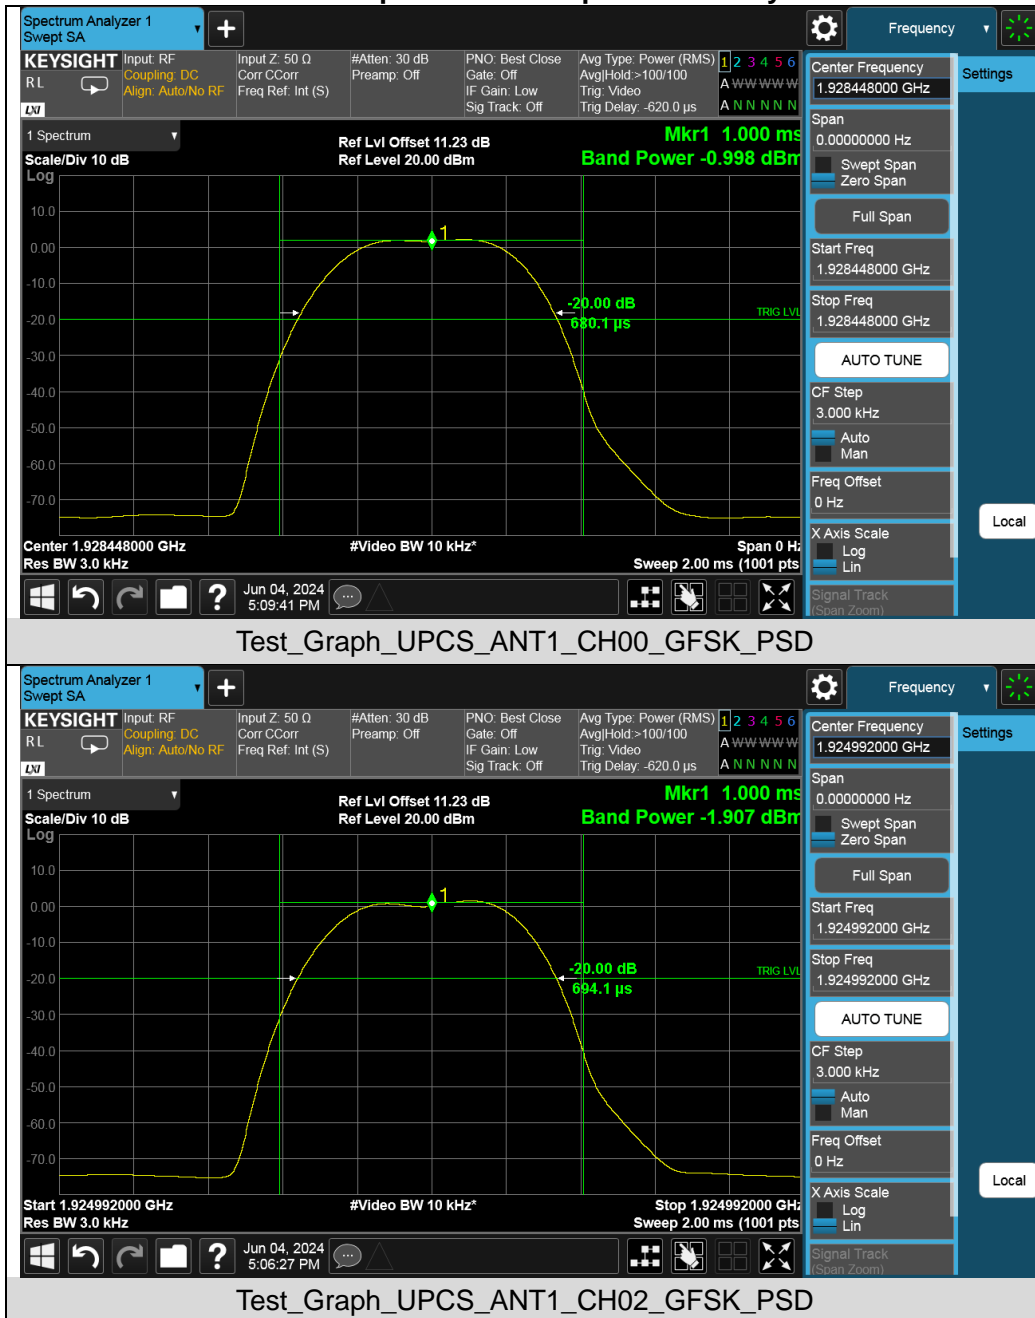 Spectrum Analyzer 1
Swept SA
Frequency
KEYSIGHT
RL
LXI
Input: RF
Coupling: DC
Align: Auto/No RF
Input Z: 50 Ω
Corr CCorr
Freq Ref: Int (S)
#Atten: 30 dB
Preamp: Off
PNO: Best Close
Gate: Off
IF Gain: Low
Sig Track: Off
Avg Type: Power (RMS)
Avg|Hold:>100/100
Trig: Video
Trig Delay: -620.0 µs
1 2 3 4 5 6
A W W W W W
A N N N N N
1 Spectrum
Scale/Div 10 dB
Log
Ref Lvl Offset 11.23 dB
Ref Level 20.00 dBm
Mkr1 1.000 ms
Band Power -0.998 dBm
10.0
0.00
-10.0
-20.0
-30.0
-40.0
-50.0
-60.0
-70.0
1
-20.00 dB
680.1 µs
TRIG LVL
Center 1.928448000 GHz
Res BW 3.0 kHz
#Video BW 10 kHz*
Span 0 Hz
Sweep 2.00 ms (1001 pts
Jun 04, 2024
5:09:41 PM
Center Frequency
1.928448000 GHz
Span
0.00000000 Hz
Swept Span
Zero Span
Full Span
Start Freq
1.928448000 GHz
Stop Freq
1.928448000 GHz
AUTO TUNE
CF Step
3.000 kHz
Auto
Man
Freq Offset
0 Hz
X Axis Scale
Log
Lin
Signal Track
(Span Zoom)
Settings
Local
Test_Graph_UPCS_ANT1_CH00_GFSK_PSD
Spectrum Analyzer 1
Swept SA
Frequency
KEYSIGHT
RL
LXI
Input: RF
Coupling: DC
Align: Auto/No RF
Input Z: 50 Ω
Corr CCorr
Freq Ref: Int (S)
#Atten: 30 dB
Preamp: Off
PNO: Best Close
Gate: Off
IF Gain: Low
Sig Track: Off
Avg Type: Power (RMS)
Avg|Hold:>100/100
Trig: Video
Trig Delay: -620.0 µs
1 2 3 4 5 6
A W W W W W
A N N N N N
1 Spectrum
Scale/Div 10 dB
Log
Ref Lvl Offset 11.23 dB
Ref Level 20.00 dBm
Mkr1 1.000 ms
Band Power -1.907 dBm
10.0
0.00
-10.0
-20.0
-30.0
-40.0
-50.0
-60.0
-70.0
1
-20.00 dB
694.1 µs
TRIG LVL
Start 1.924992000 GHz
Res BW 3.0 kHz
#Video BW 10 kHz*
Stop 1.924992000 GHz
Sweep 2.00 ms (1001 pts
Jun 04, 2024
5:06:27 PM
Center Frequency
1.924992000 GHz
Span
0.00000000 Hz
Swept Span
Zero Span
Full Span
Start Freq
1.924992000 GHz
Stop Freq
1.924992000 GHz
AUTO TUNE
CF Step
3.000 kHz
Auto
Man
Freq Offset
0 Hz
X Axis Scale
Log
Lin
Signal Track
(Span Zoom)
Settings
Local
Test_Graph_UPCS_ANT1_CH02_GFSK_PSD